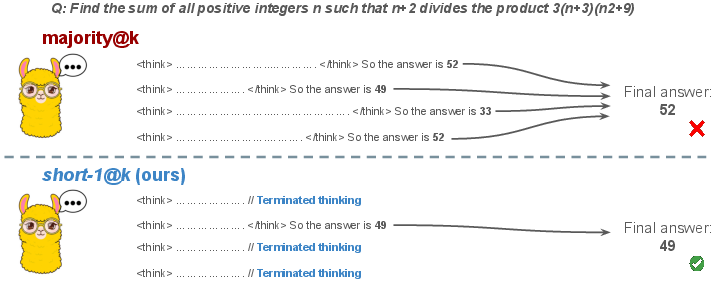 Q: Find the sum of all positive integers n such that n+2 divides the product 3(n+3)(n2+9)
majority@k
<think> ........................................ </think> So the answer is 52
<think> .................... </think> So the answer is 49
<think> .................................................. </think> So the answer is 33
<think> .................................... </think> So the answer is 52
Final answer:
52
short-1@k (ours)
<think> .................... // Terminated thinking
<think> .................... </think> So the answer is 49
<think> .................... // Terminated thinking
<think> .................... // Terminated thinking
Final answer:
49